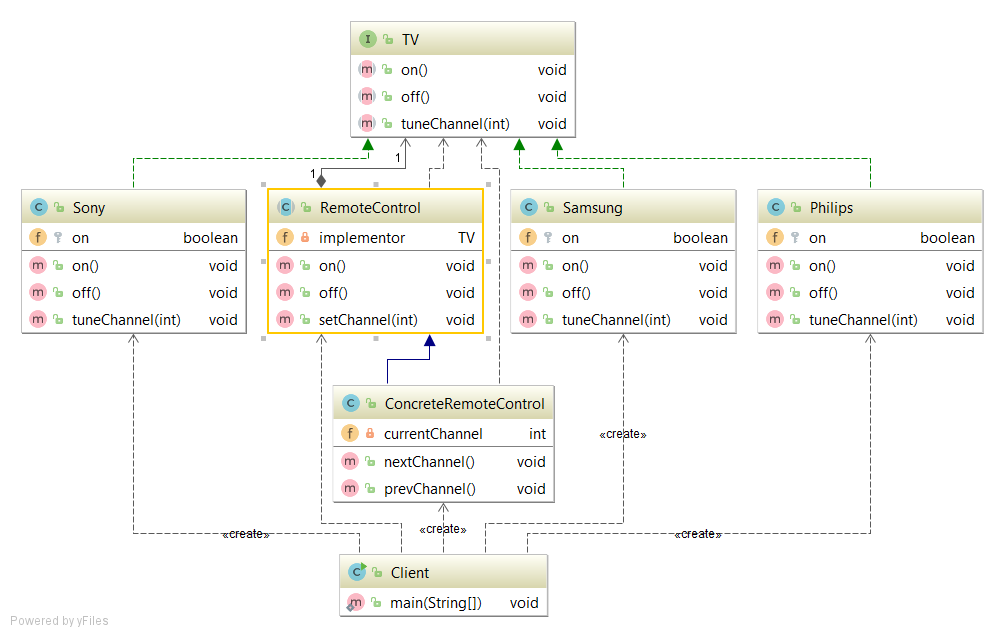 TV
on() void
off() void
tuneChannel(int) void
1
1
Sony
on boolean
on() void
off() void
tuneChannel(int) void
RemoteControl
implementor TV
on() void
off() void
setChannel(int) void
Samsung
on boolean
on() void
off() void
tuneChannel(int) void
Philips
on boolean
on() void
off() void
tuneChannel(int) void
ConcreteRemoteControl
currentChannel int
nextChannel() void
prevChannel() void
«create»
«create»
«create»
«create»
Client
main(String[]) void
Powered by yFiles